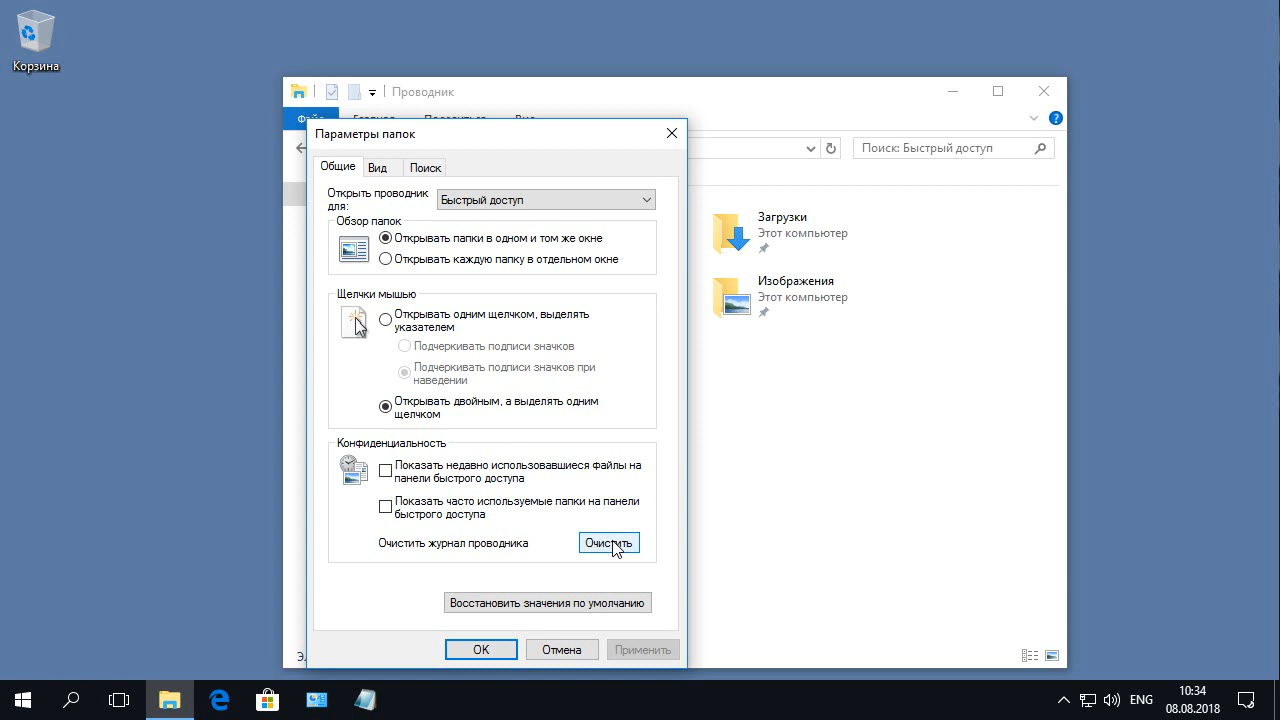 Корзина
Проводник
Поиск: Быстрый доступ
Параметры папок
Общие
Вид
Поиск
Открыть проводник
для:
Быстрый доступ
Обзор папок
Открывать папки в одном и том же окне
Открывать каждую папку в отдельном окне
Щелчки мышью
Открывать одним щелчком, выделять
указателем
Подчеркивать подписи значков
Подчеркивать подписи значков при
наведении
Открывать двойным, а выделять одним
щелчком
Конфиденциальность
Показать недавно использовавшиеся файлы на
панели быстрого доступа
Показать часто используемые папки на панели
быстрого доступа
Очистить журнал проводника
Очистить
Восстановить значения по умолчанию
OK
Отмена
Применить
Загрузки
Этот компьютер
Изображения
Этот компьютер
ENG
10:34
08.08.2018